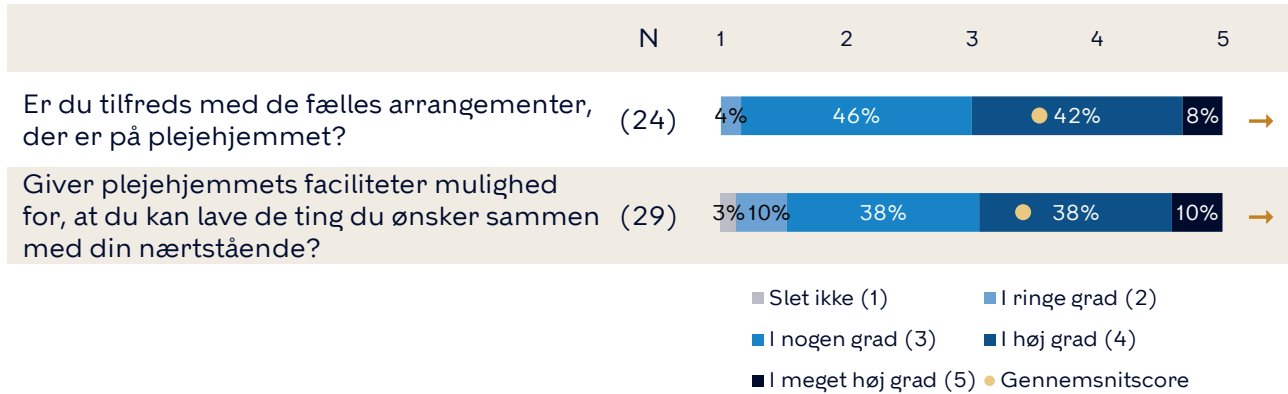 N 1 2 3 4 5
Er du tilfreds med de fælles arrangementer,
der er på plejehjemmet?
(24) 4% 46% 42% 8% →
Giver plejehjemmets faciliteter mulighed
for, at du kan lave de ting du ønsker sammen
med din nærtstående?
(29) 3% 10% 38% 38% 10% →
Slet ikke (1) I ringe grad (2)
I nogen grad (3) I høj grad (4)
I meget høj grad (5) Gennemsnitscore